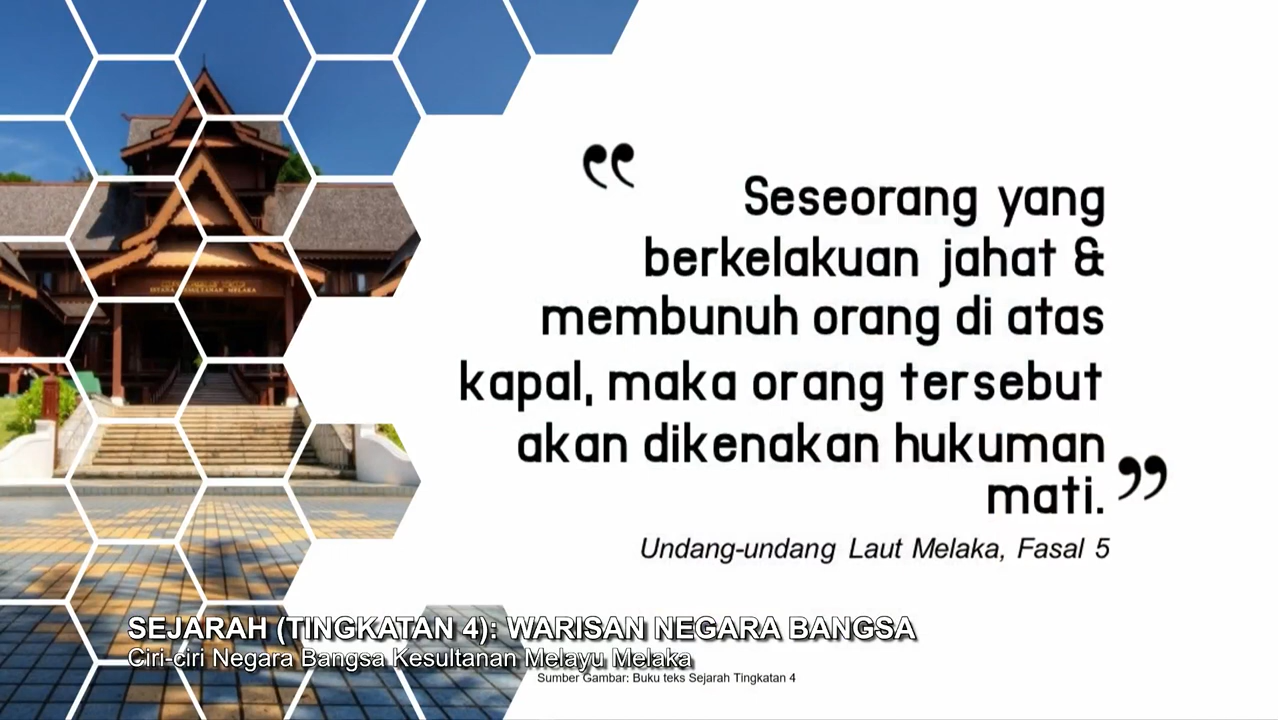 “ Seseorang yang
berkelakuan jahat &
membunuh orang di atas
kapal, maka orang tersebut
akan dikenakan hukuman
mati. ”
Undang-undang Laut Melaka, Fasal 5
SEJARAH (TINGKATAN 4): WARISAN NEGARA BANGSA
Ciri-ciri Negara Bangsa Kesultanan Melayu Melaka
Sumber Gambar: Buku teks Sejarah Tingkatan 4